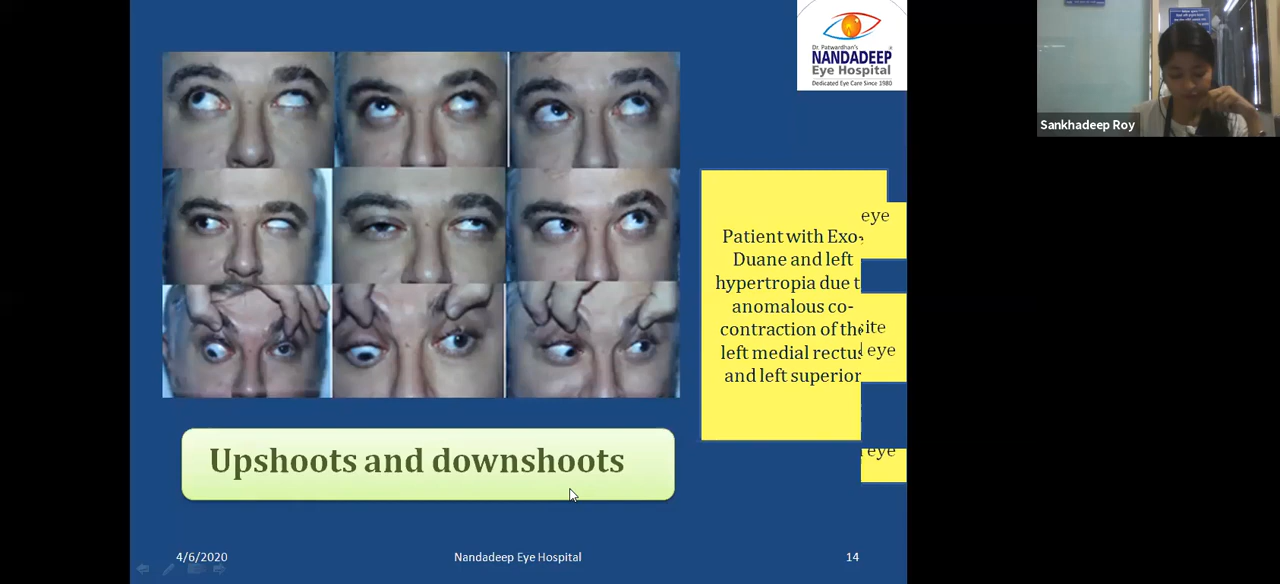 Dr. Patwardhan's
NANDADEEP
Eye Hospital
Dedicated Eye Care Since 1980
Sankhadeep Roy
Patient with Exo-
Duane and left
hypertropia due t
anomalous co-
contraction of the
left medial rectus
and left superior
eye
ite
eye
eye
Upshoots and downshoots
4/6/2020
Nandadeep Eye Hospital
14